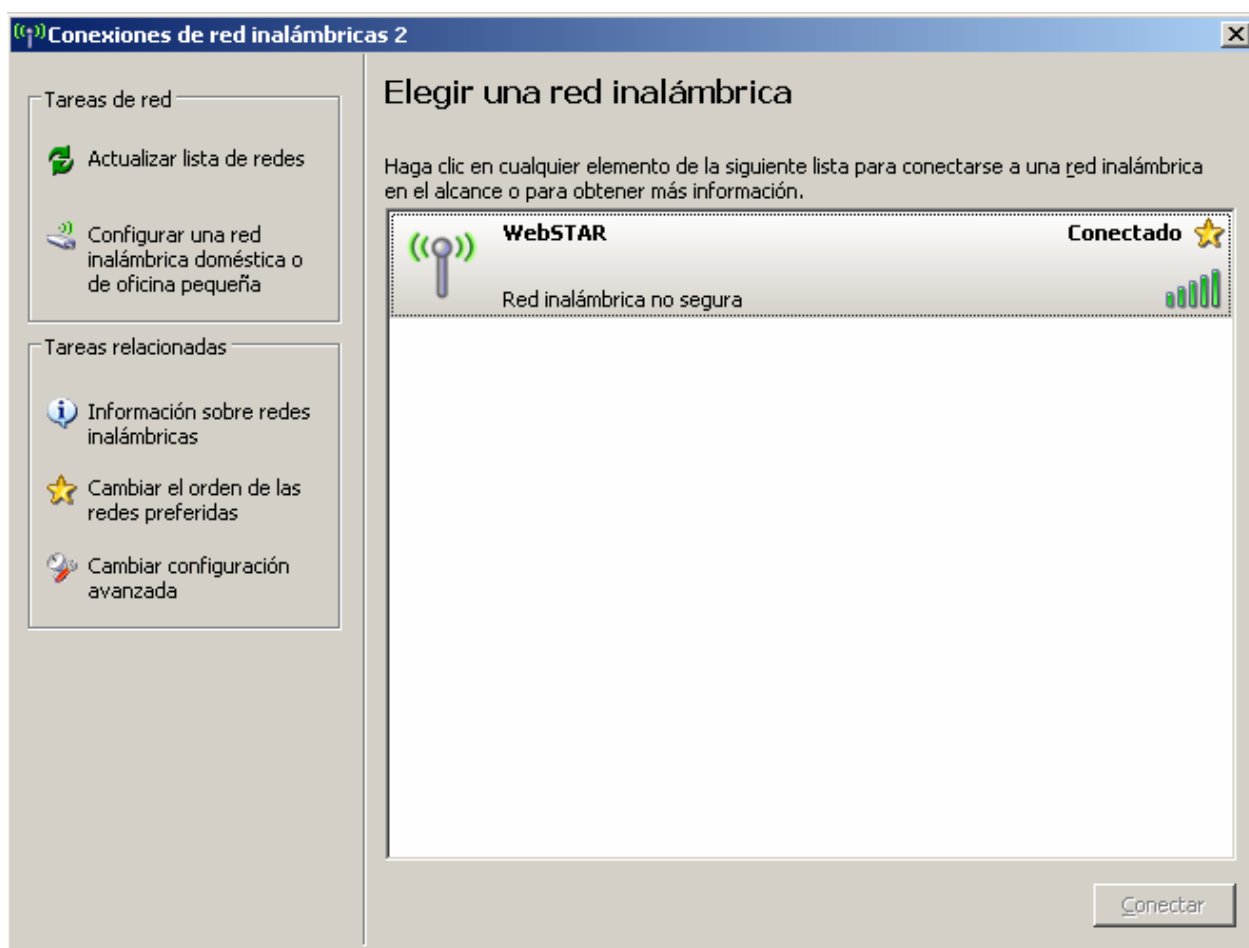 Conexiones de red inalámbricas 2
Tareas de red
Actualizar lista de redes
Configurar una red
inalámbrica doméstica o
de oficina pequeña
Tareas relacionadas
Información sobre redes
inalámbricas
Cambiar el orden de las
redes preferidas
Cambiar configuración
avanzada
Elegir una red inalámbrica
Haga clic en cualquier elemento de la siguiente lista para conectarse a una red inalámbrica
en el alcance o para obtener más información.
WebSTAR Conectado
Red inalámbrica no segura
Conectar